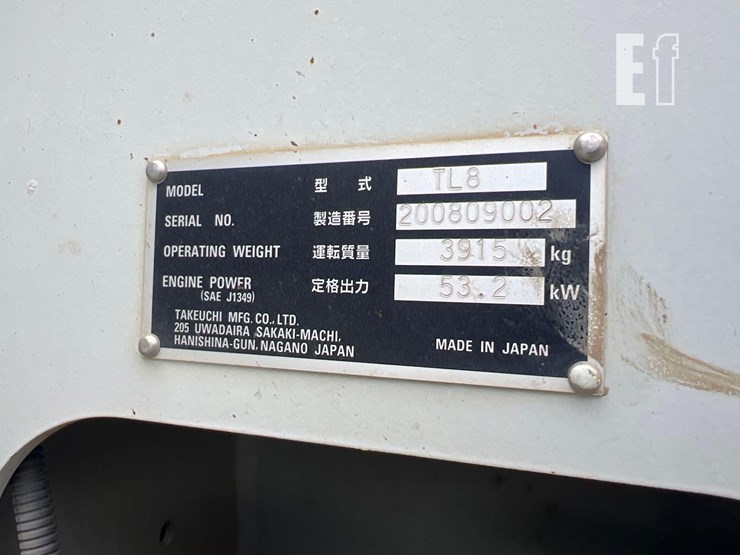 Ef
MODEL 型式 TL8
SERIAL NO. 製造番号 200809002
OPERATING WEIGHT 運転質量 3915 kg
ENGINE POWER 定格出力 53.2 kW
(SAE J1349)
TAKEUCHI MFG. CO., LTD.
205 UWADAIRA SAKAKI-MACHI,
HANISHINA-GUN, NAGANO JAPAN
MADE IN JAPAN